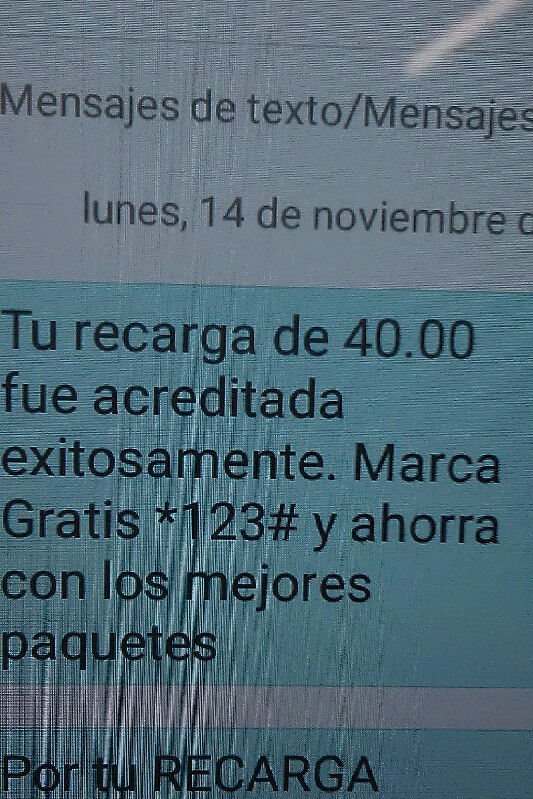 Mensajes de texto/Mensajes
lunes, 14 de noviembre d
Tu recarga de 40.00
fue acreditada
exitosamente. Marca
Gratis *123# y ahorra
con los mejores
paquetes
Por tu RECARGA